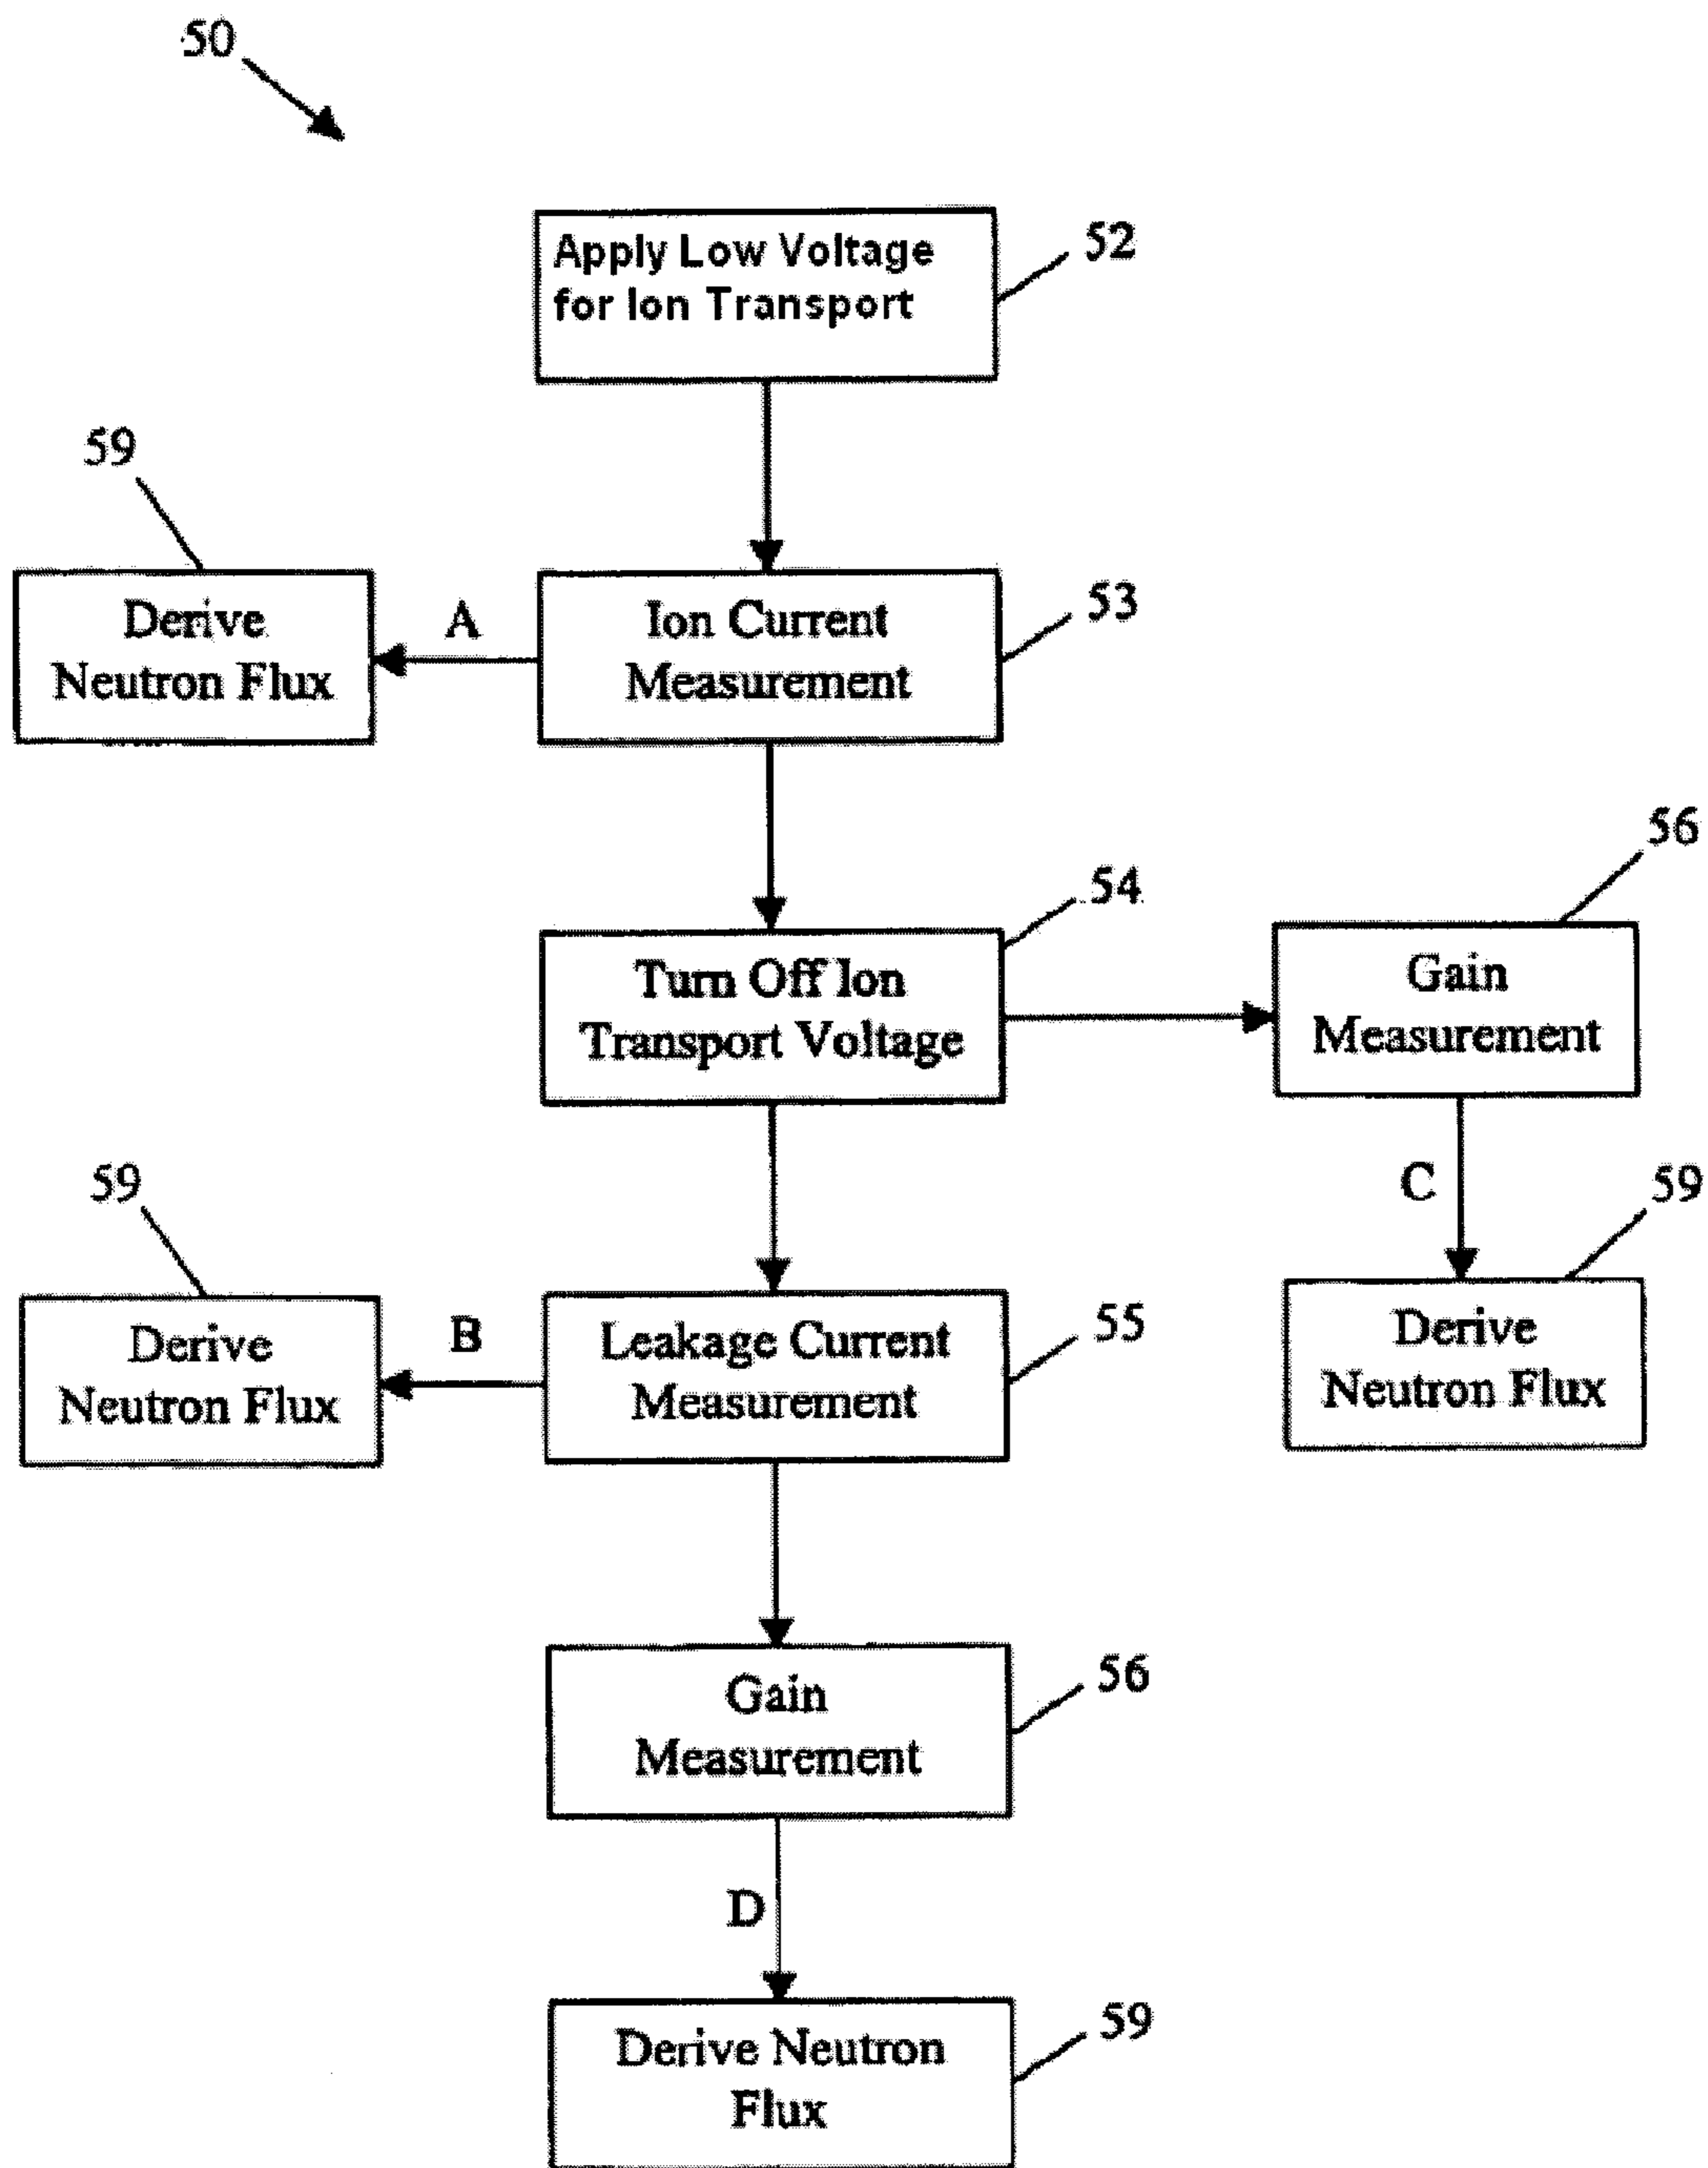 50
Apply Low Voltage
for Ion Transport
52
59
Derive
Neutron Flux
A
Ion Current
Measurement
53
54
Turn Off Ion
Transport Voltage
56
Gain
Measurement
59
Derive
Neutron Flux
B
Leakage Current
Measurement
55
C
59
Derive
Neutron Flux
Gain
Measurement
56
D
Derive Neutron
Flux
59